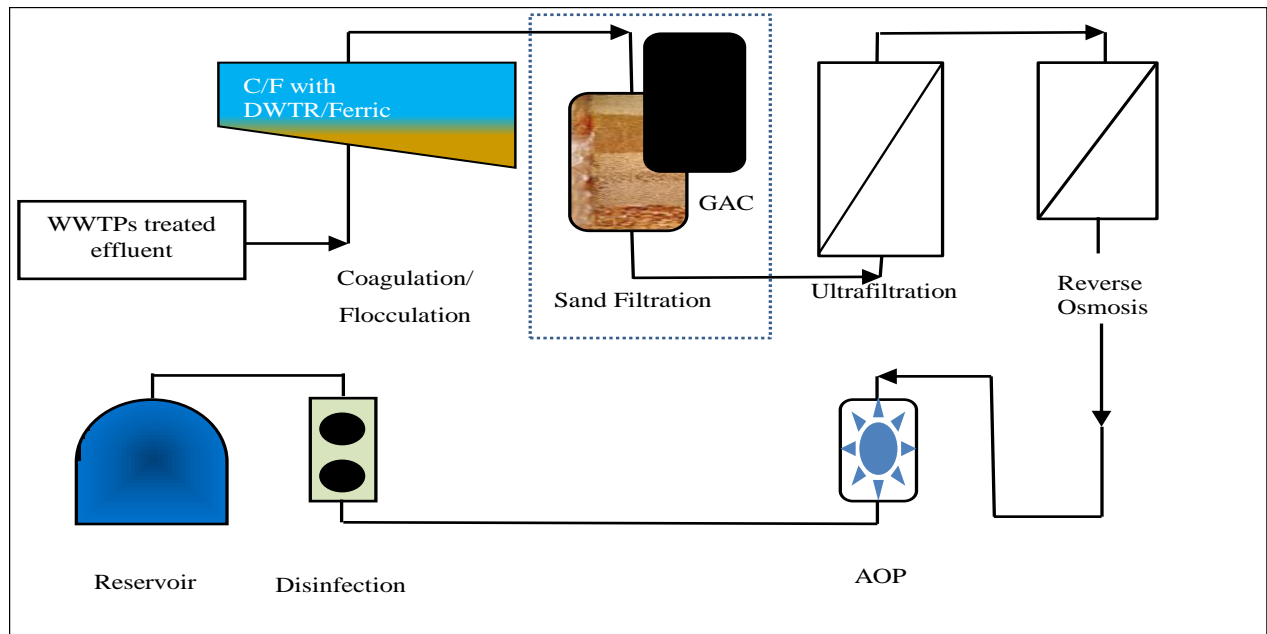 C/F with
DWTR/Ferric
WWTPs treated
effluent
Coagulation/
Flocculation
GAC
Sand Filtration
Ultrafiltration
Reverse
Osmosis
Reservoir
Disinfection
AOP